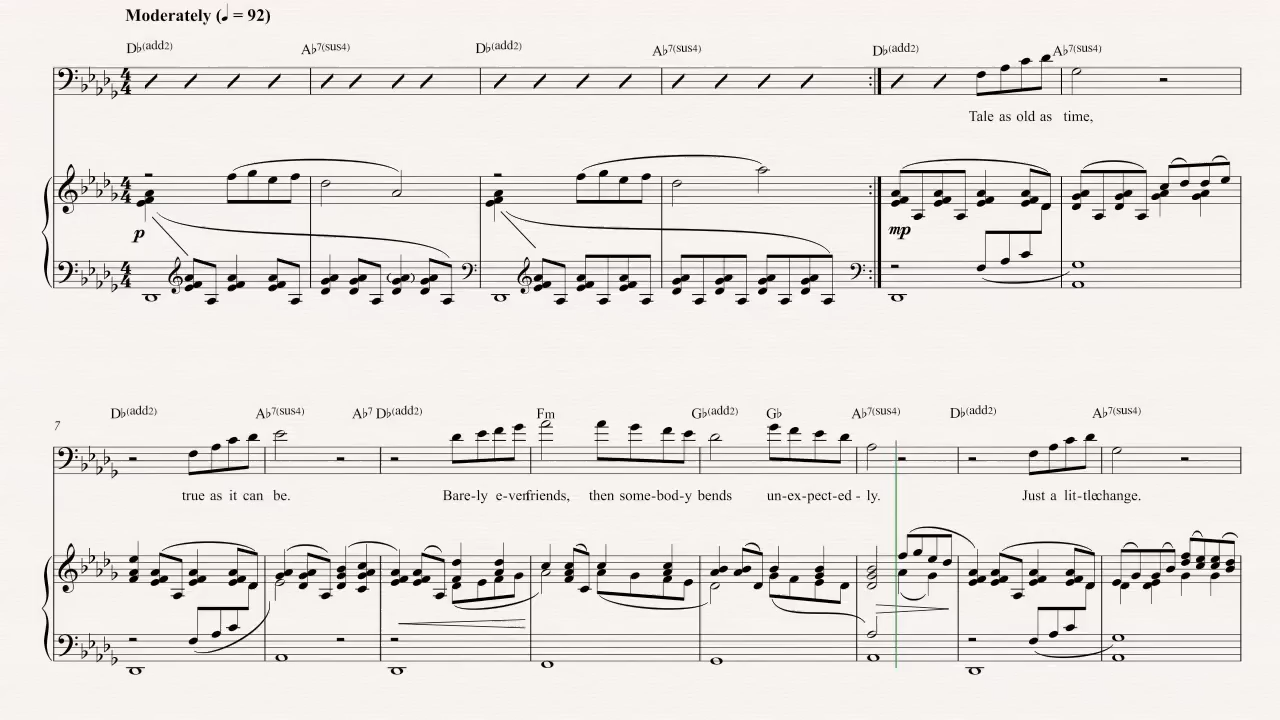 Moderately (♩ = 92)
D♭(add2) A♭7(sus4) D♭(add2) A♭7(sus4) D♭(add2) A♭7(sus4)
Tale as old as time,
p mp
D♭(add2) A♭7(sus4) A♭7 D♭(add2) Fm G♭(add2) G♭ A♭7(sus4) D♭(add2) A♭7(sus4)
7
true as it can be. Bare-ly e-ven friends, then some-bod-y bends un-ex-pect-ed - ly. Just a lit-tle change.